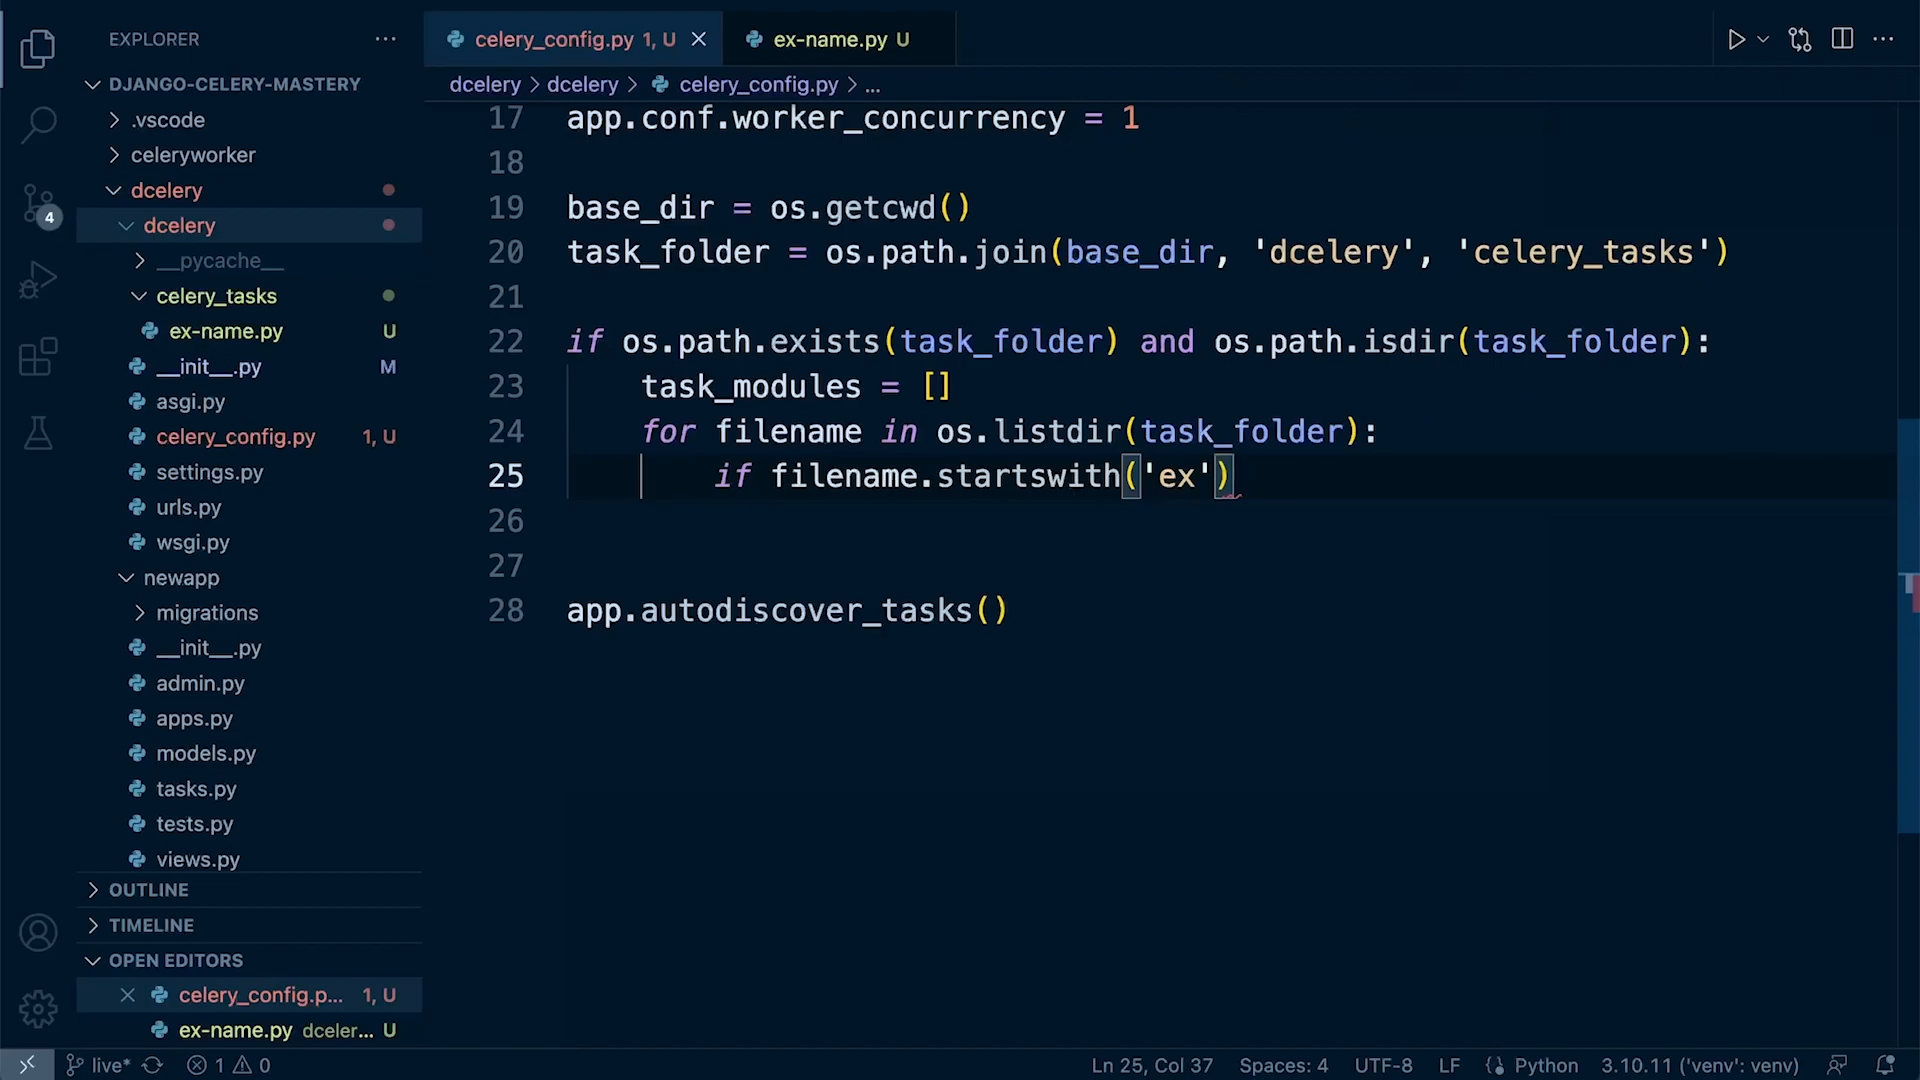 EXPLORER
DJANGO-CELERY-MASTERY
.vscode
celeryworker
dcelery
dcelery
__pycache__
celery_tasks
ex-name.py U
__init__.py M
asgi.py
celery_config.py 1, U
settings.py
urls.py
wsgi.py
newapp
migrations
__init__.py
admin.py
apps.py
models.py
tasks.py
tests.py
views.py
OUTLINE
TIMELINE
OPEN EDITORS
celery_config.p... 1, U
ex-name.py dceler... U
4
celery_config.py 1, U
ex-name.py U
dcelery > dcelery > celery_config.py > ...
17 app.conf.worker_concurrency = 1
18
19 base_dir = os.getcwd()
20 task_folder = os.path.join(base_dir, 'dcelery', 'celery_tasks')
21
22 if os.path.exists(task_folder) and os.path.isdir(task_folder):
23 task_modules = []
24 for filename in os.listdir(task_folder):
25 if filename.startswith('ex')
26
27
28 app.autodiscover_tasks()
live* 1 0 Ln 25, Col 37 Spaces: 4 UTF-8 LF Python 3.10.11 ('venv': venv)